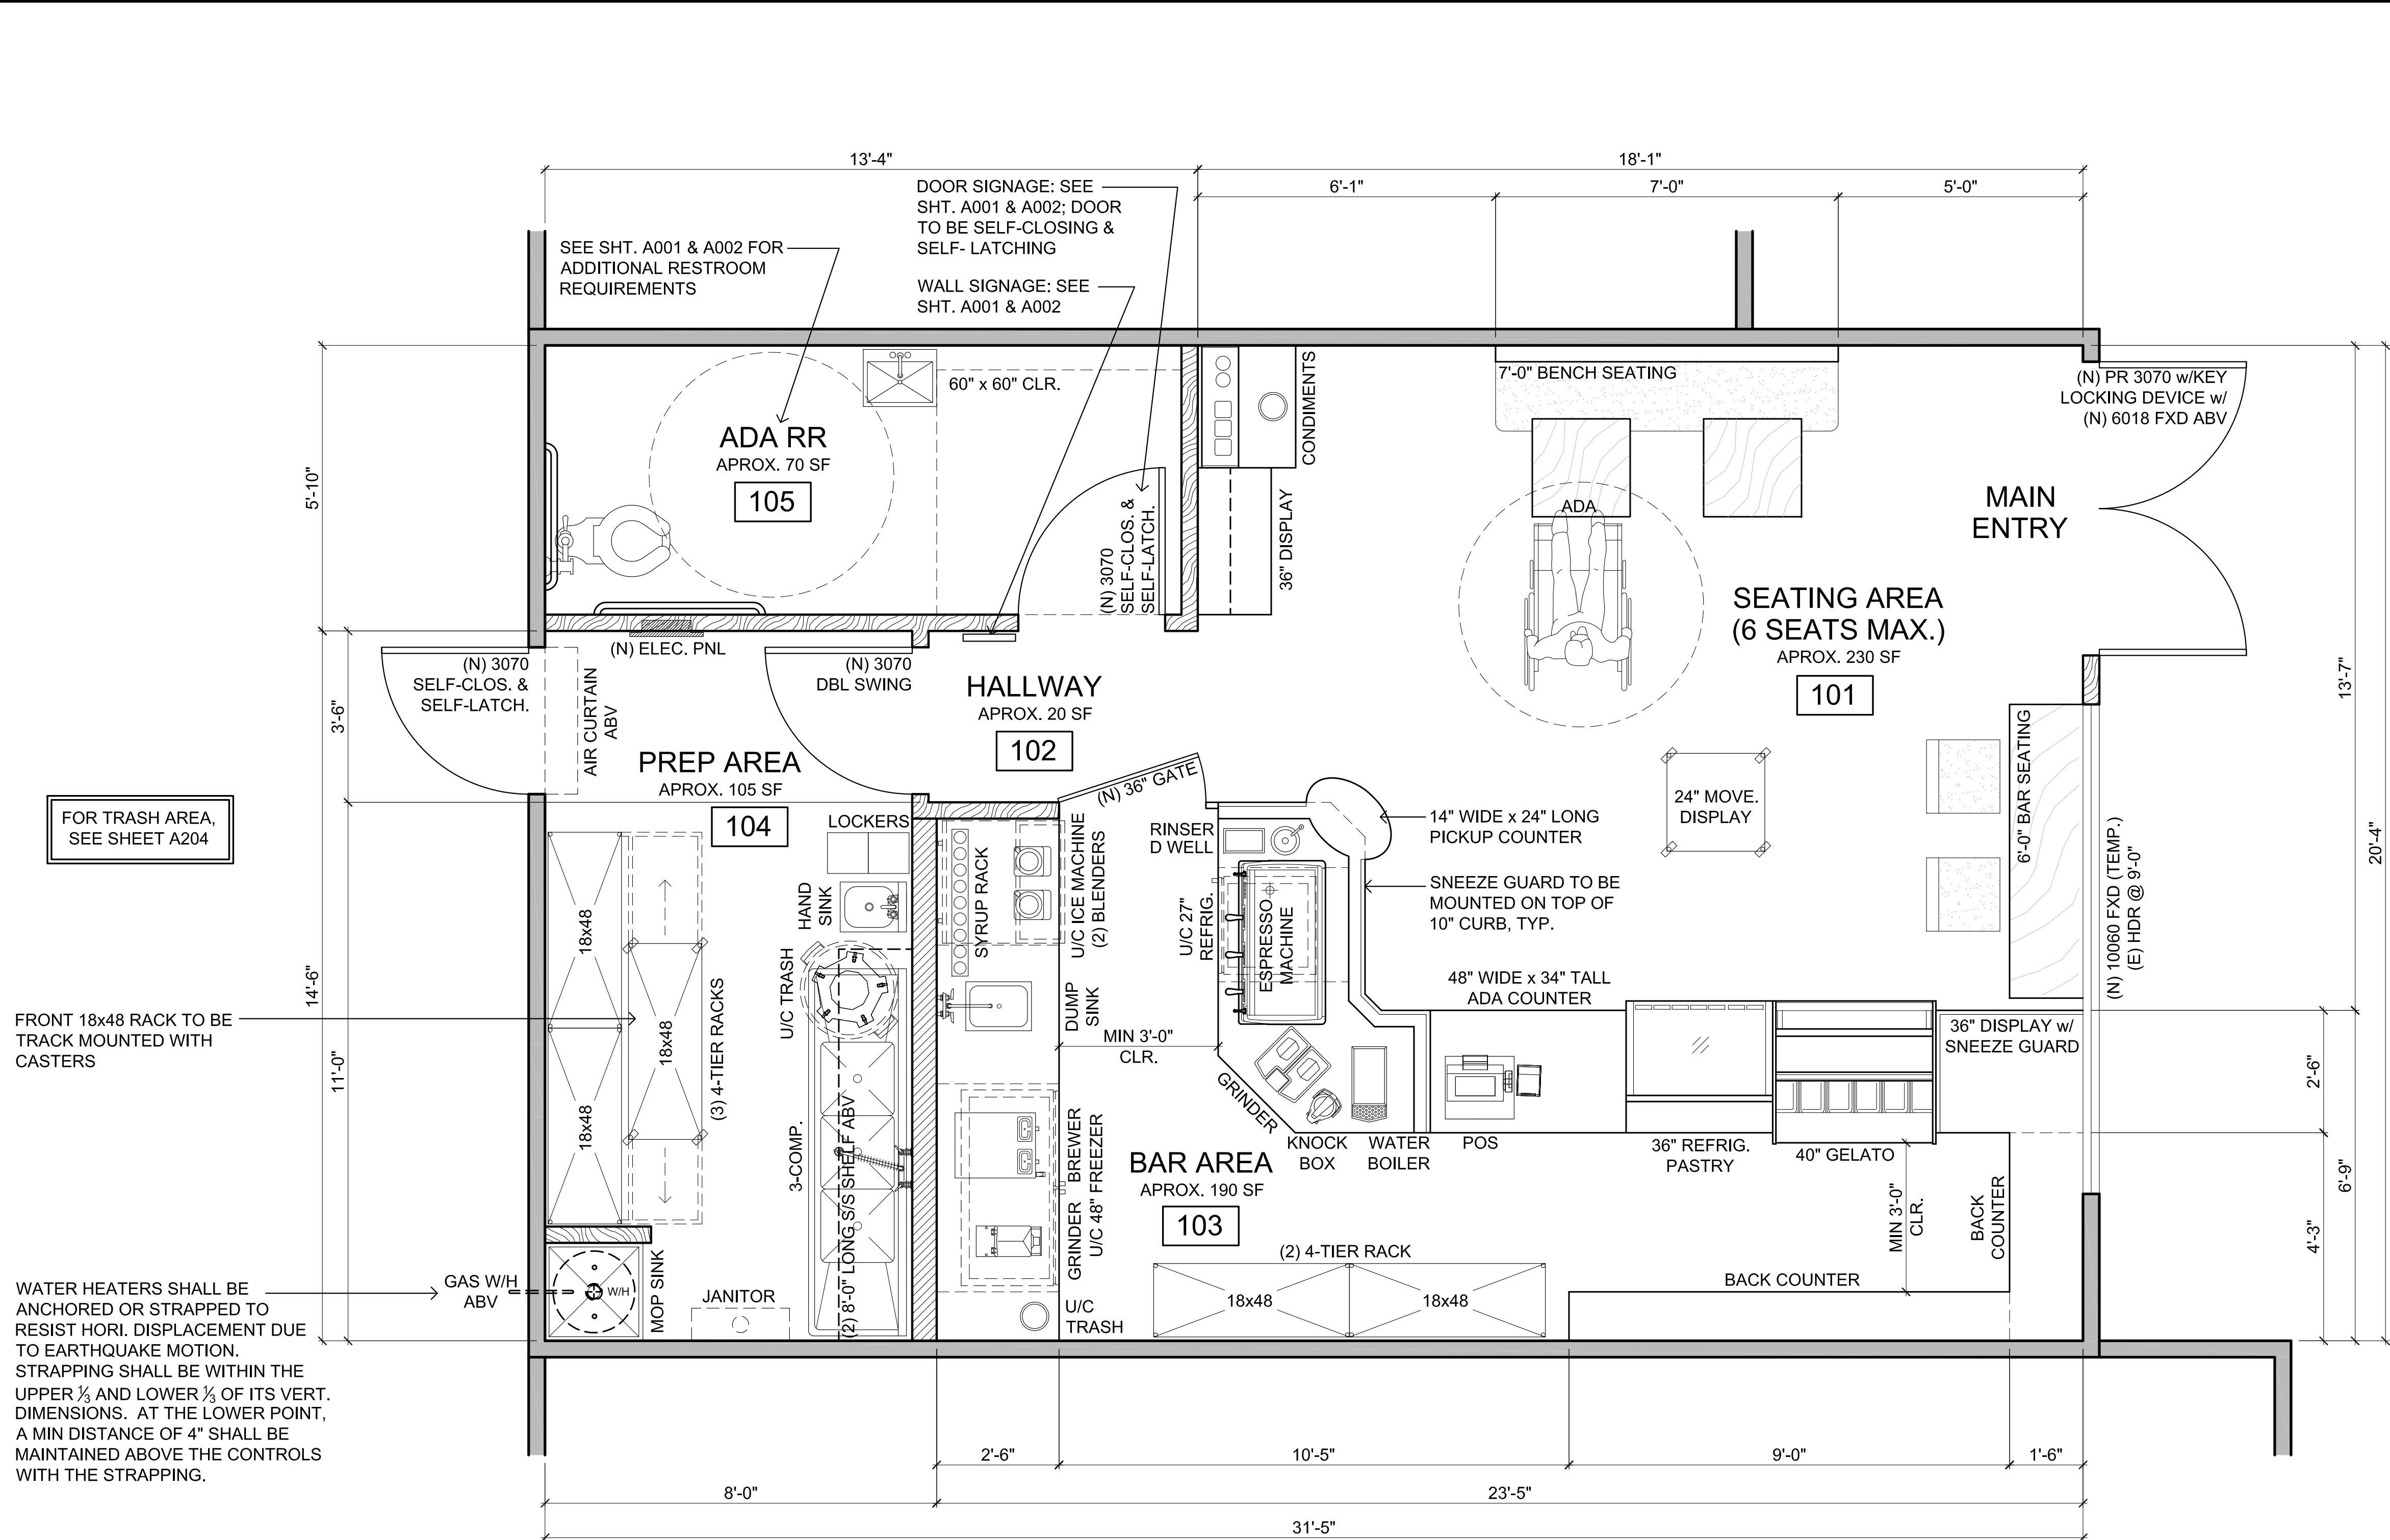 13'-4"
18'-1"
6'-1"
7'-0"
5'-0"
DOOR SIGNAGE: SEE
SHT. A001 & A002; DOOR
TO BE SELF-CLOSING &
SELF- LATCHING
SEE SHT. A001 & A002 FOR
ADDITIONAL RESTROOM
REQUIREMENTS
WALL SIGNAGE: SEE
SHT. A001 & A002
5'-10"
3'-6"
14'-6"
11'-0"
60" x 60" CLR.
ADA RR
APROX. 70 SF
105
(N) 3070
SELF-CLOS. &
SELF-LATCH.
CONDIMENTS
36" DISPLAY
7'-0" BENCH SEATING
ADA
(N) PR 3070 w/KEY
LOCKING DEVICE w/
(N) 6018 FXD ABV
MAIN
ENTRY
SEATING AREA
(6 SEATS MAX.)
APROX. 230 SF
101
(N) ELEC. PNL
(N) 3070
SELF-CLOS. &
SELF-LATCH.
AIR CURTAIN
ABV
(N) 3070
DBL SWING
HALLWAY
APROX. 20 SF
102
PREP AREA
APROX. 105 SF
104
(N) 36" GATE
13'-7"
20'-4"
FOR TRASH AREA,
SEE SHEET A204
LOCKERS
HAND
SINK
U/C TRASH
18x48
18x48
18x48
(3) 4-TIER RACKS
3-COMP.
(2) 8'-0" LONG S/S SHELF ABV
SYRUP RACK
U/C ICE MACHINE
(2) BLENDERS
DUMP
SINK
RINSER
D WELL
U/C 27"
REFRIG.
ESPRESSO
MACHINE
14" WIDE x 24" LONG
PICKUP COUNTER
SNEEZE GUARD TO BE
MOUNTED ON TOP OF
10" CURB, TYP.
48" WIDE x 34" TALL
ADA COUNTER
24" MOVE.
DISPLAY
6'-0" BAR SEATING
(N) 10060 FXD (TEMP.)
(E) HDR @ 9'-0"
FRONT 18x48 RACK TO BE
TRACK MOUNTED WITH
CASTERS
MIN 3'-0"
CLR.
36" DISPLAY w/
SNEEZE GUARD
GRINDER
KNOCK
BOX
WATER
BOILER
POS
36" REFRIG.
PASTRY
40" GELATO
BREWER
GRINDER
U/C 48" FREEZER
BAR AREA
APROX. 190 SF
103
MIN 3'-0"
CLR.
BACK
COUNTER
2'-6"
6'-9"
4'-3"
(2) 4-TIER RACK
18x48
18x48
BACK COUNTER
WATER HEATERS SHALL BE
ANCHORED OR STRAPPED TO
RESIST HORI. DISPLACEMENT DUE
TO EARTHQUAKE MOTION.
STRAPPING SHALL BE WITHIN THE
UPPER ⅓ AND LOWER ⅓ OF ITS VERT.
DIMENSIONS. AT THE LOWER POINT,
A MIN DISTANCE OF 4" SHALL BE
MAINTAINED ABOVE THE CONTROLS
WITH THE STRAPPING.
GAS W/H
ABV
W/H
MOP SINK
JANITOR
U/C
TRASH
2'-6"
10'-5"
9'-0"
1'-6"
8'-0"
23'-5"
31'-5"